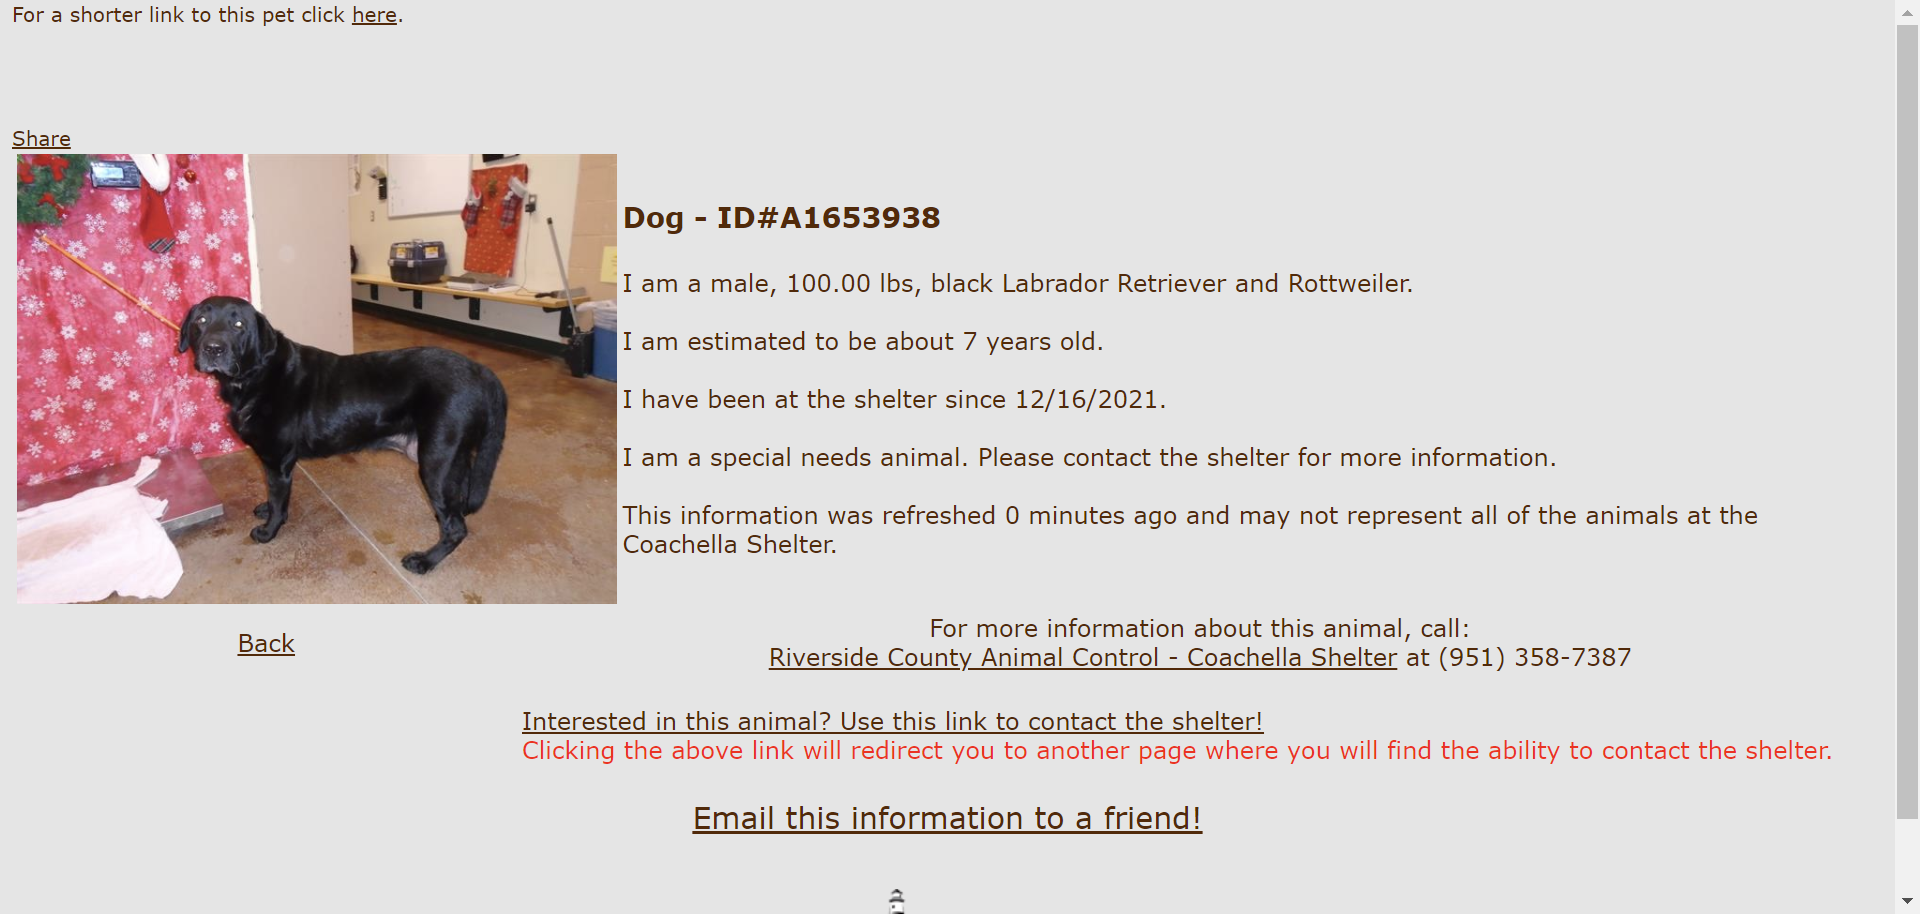 For a shorter link to this pet click here.
Share
Dog - ID#A1653938
I am a male, 100.00 lbs, black Labrador Retriever and Rottweiler.
I am estimated to be about 7 years old.
I have been at the shelter since 12/16/2021.
I am a special needs animal. Please contact the shelter for more information.
This information was refreshed 0 minutes ago and may not represent all of the animals at the
Coachella Shelter.
Back
For more information about this animal, call:
Riverside County Animal Control - Coachella Shelter at (951) 358-7387
Interested in this animal? Use this link to contact the shelter!
Clicking the above link will redirect you to another page where you will find the ability to contact the shelter.
Email this information to a friend!